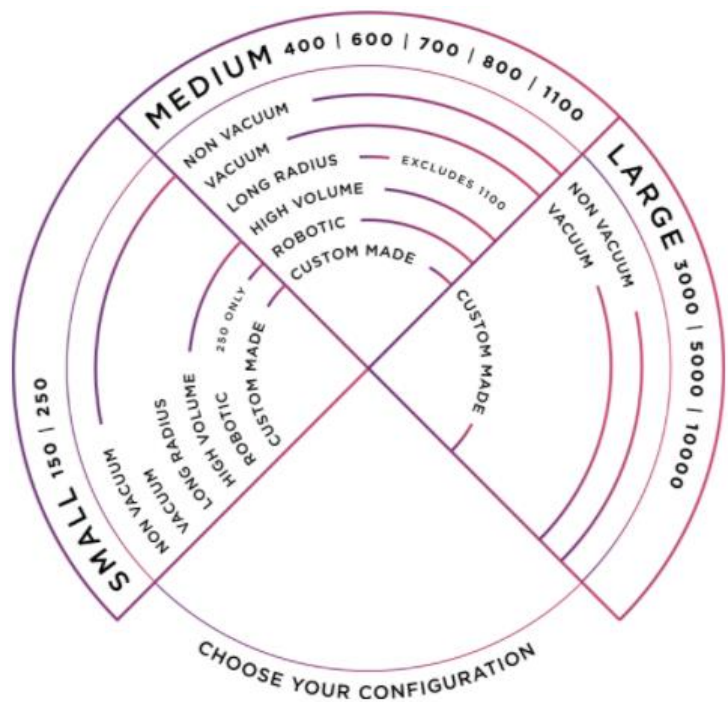 MEDIUM 400 | 600 | 700 | 800 | 1100
NON VACUUM
VACUUM
LONG RADIUS
EXCLUDES 1100
HIGH VOLUME
ROBOTIC
CUSTOM MADE
LARGE 3000 | 5000 | 10000
NON VACUUM
VACUUM
CUSTOM MADE
SMALL 150 | 250
NON VACUUM
VACUUM
LONG RADIUS
HIGH VOLUME
ROBOTIC
250 ONLY
CUSTOM MADE
CHOOSE YOUR CONFIGURATION